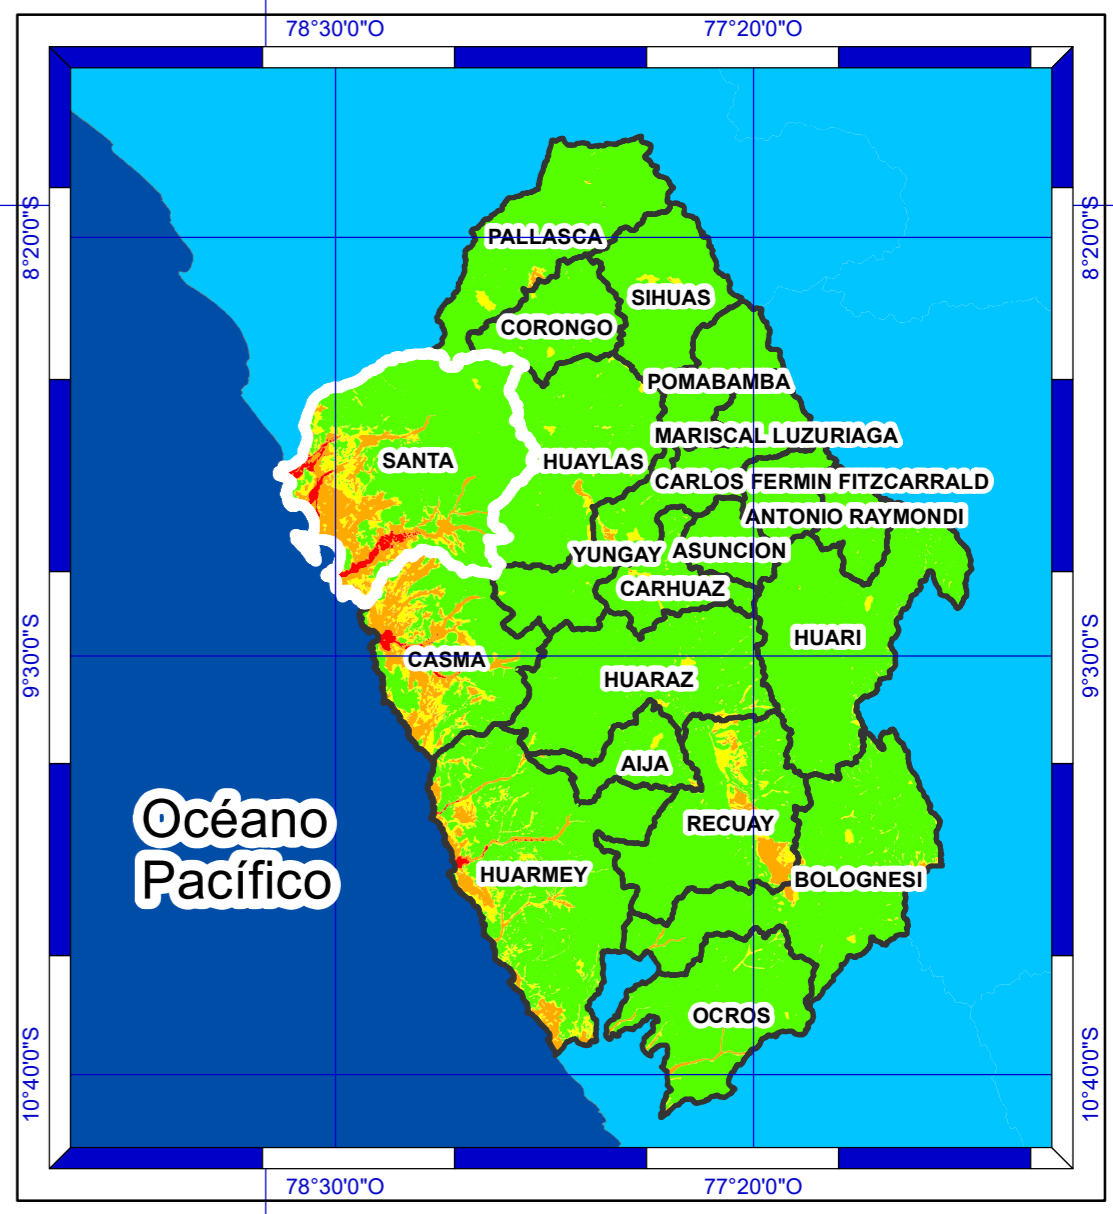 78°30'0"O
77°20'0"O
8°20'0"S
8°20'0"S
PALLASCA
SIHUAS
CORONGO
POMABAMBA
MARISCAL LUZURIAGA
SANTA
HUAYLAS
CARLOS FERMIN FITZCARRALD
ANTONIO RAYMONDI
YUNGAY
ASUNCION
CARHUAZ
HUARI
9°30'0"S
9°30'0"S
CASMA
HUARAZ
AIJA
Océano
Pacífico
RECUAY
HUARMEY
BOLOGNESI
OCROS
10°40'0"S
10°40'0"S
78°30'0"O
77°20'0"O